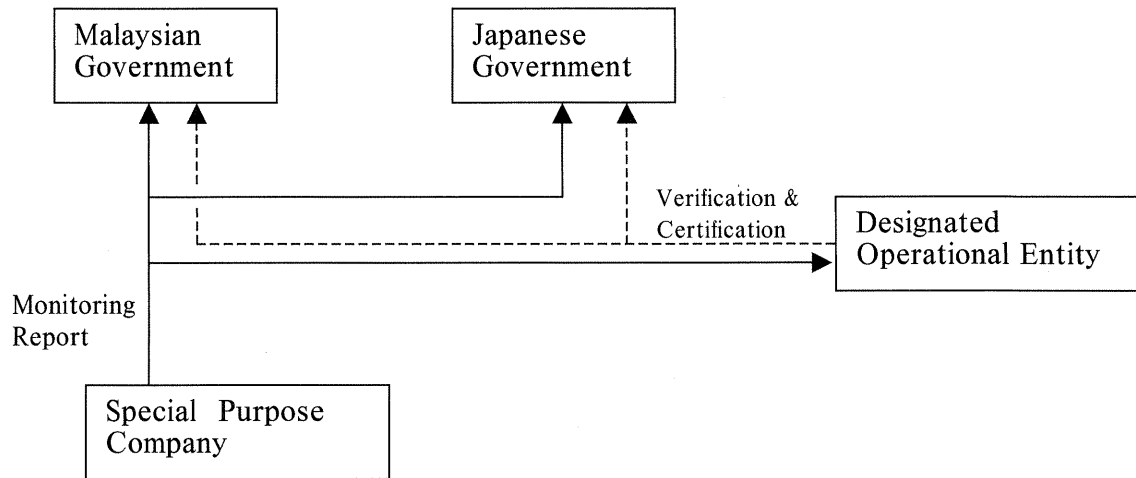 Malaysian
Government
Japanese
Government
Verification &
Certification
Designated
Operational Entity
Monitoring
Report
Special Purpose
Company